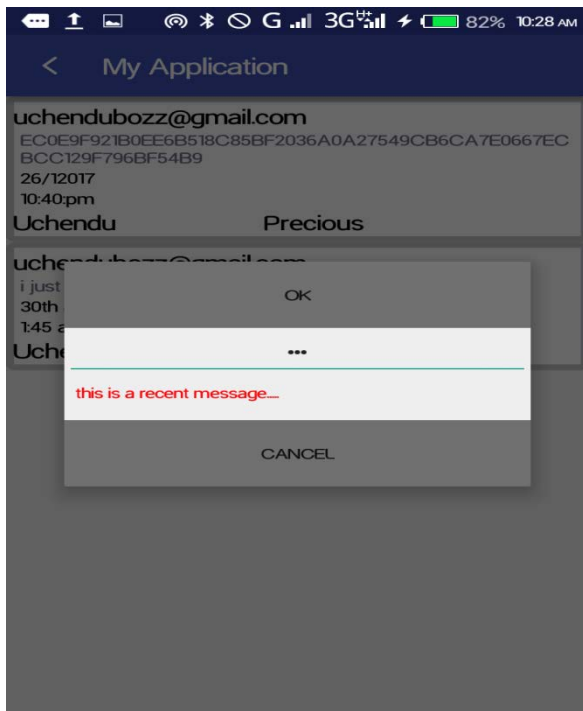 G 3G 82% 10:28 AM
< My Application
uchendubozz@gmail.com
EC0E9F921B0EE6B518C85BF2036A0A27549CB6CA7E0667EC
BCC129F796BF54B9
26/12017
10:40:pm
Uchendu Precious
i just
30th
1:45 a
OK
•••
this is a recent message....
CANCEL